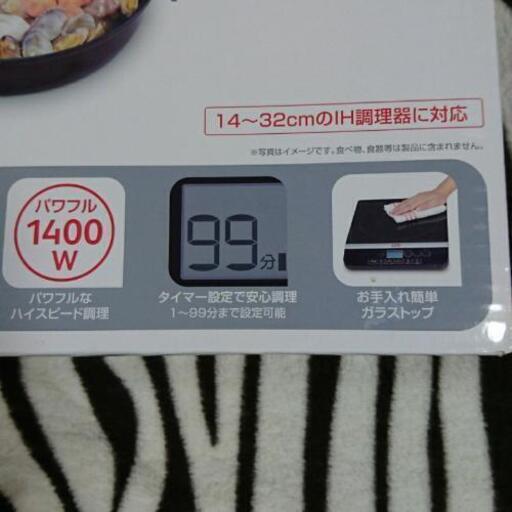 14～32cmのIH調理器に対応
※写真はイメージです。食べ物、食器等は製品に含まれません。
パワフル
1400
W
パワフルな
ハイスピード調理
99分
タイマー設定で安心調理
1～99分まで設定可能
お手入れ簡単
ガラストップ